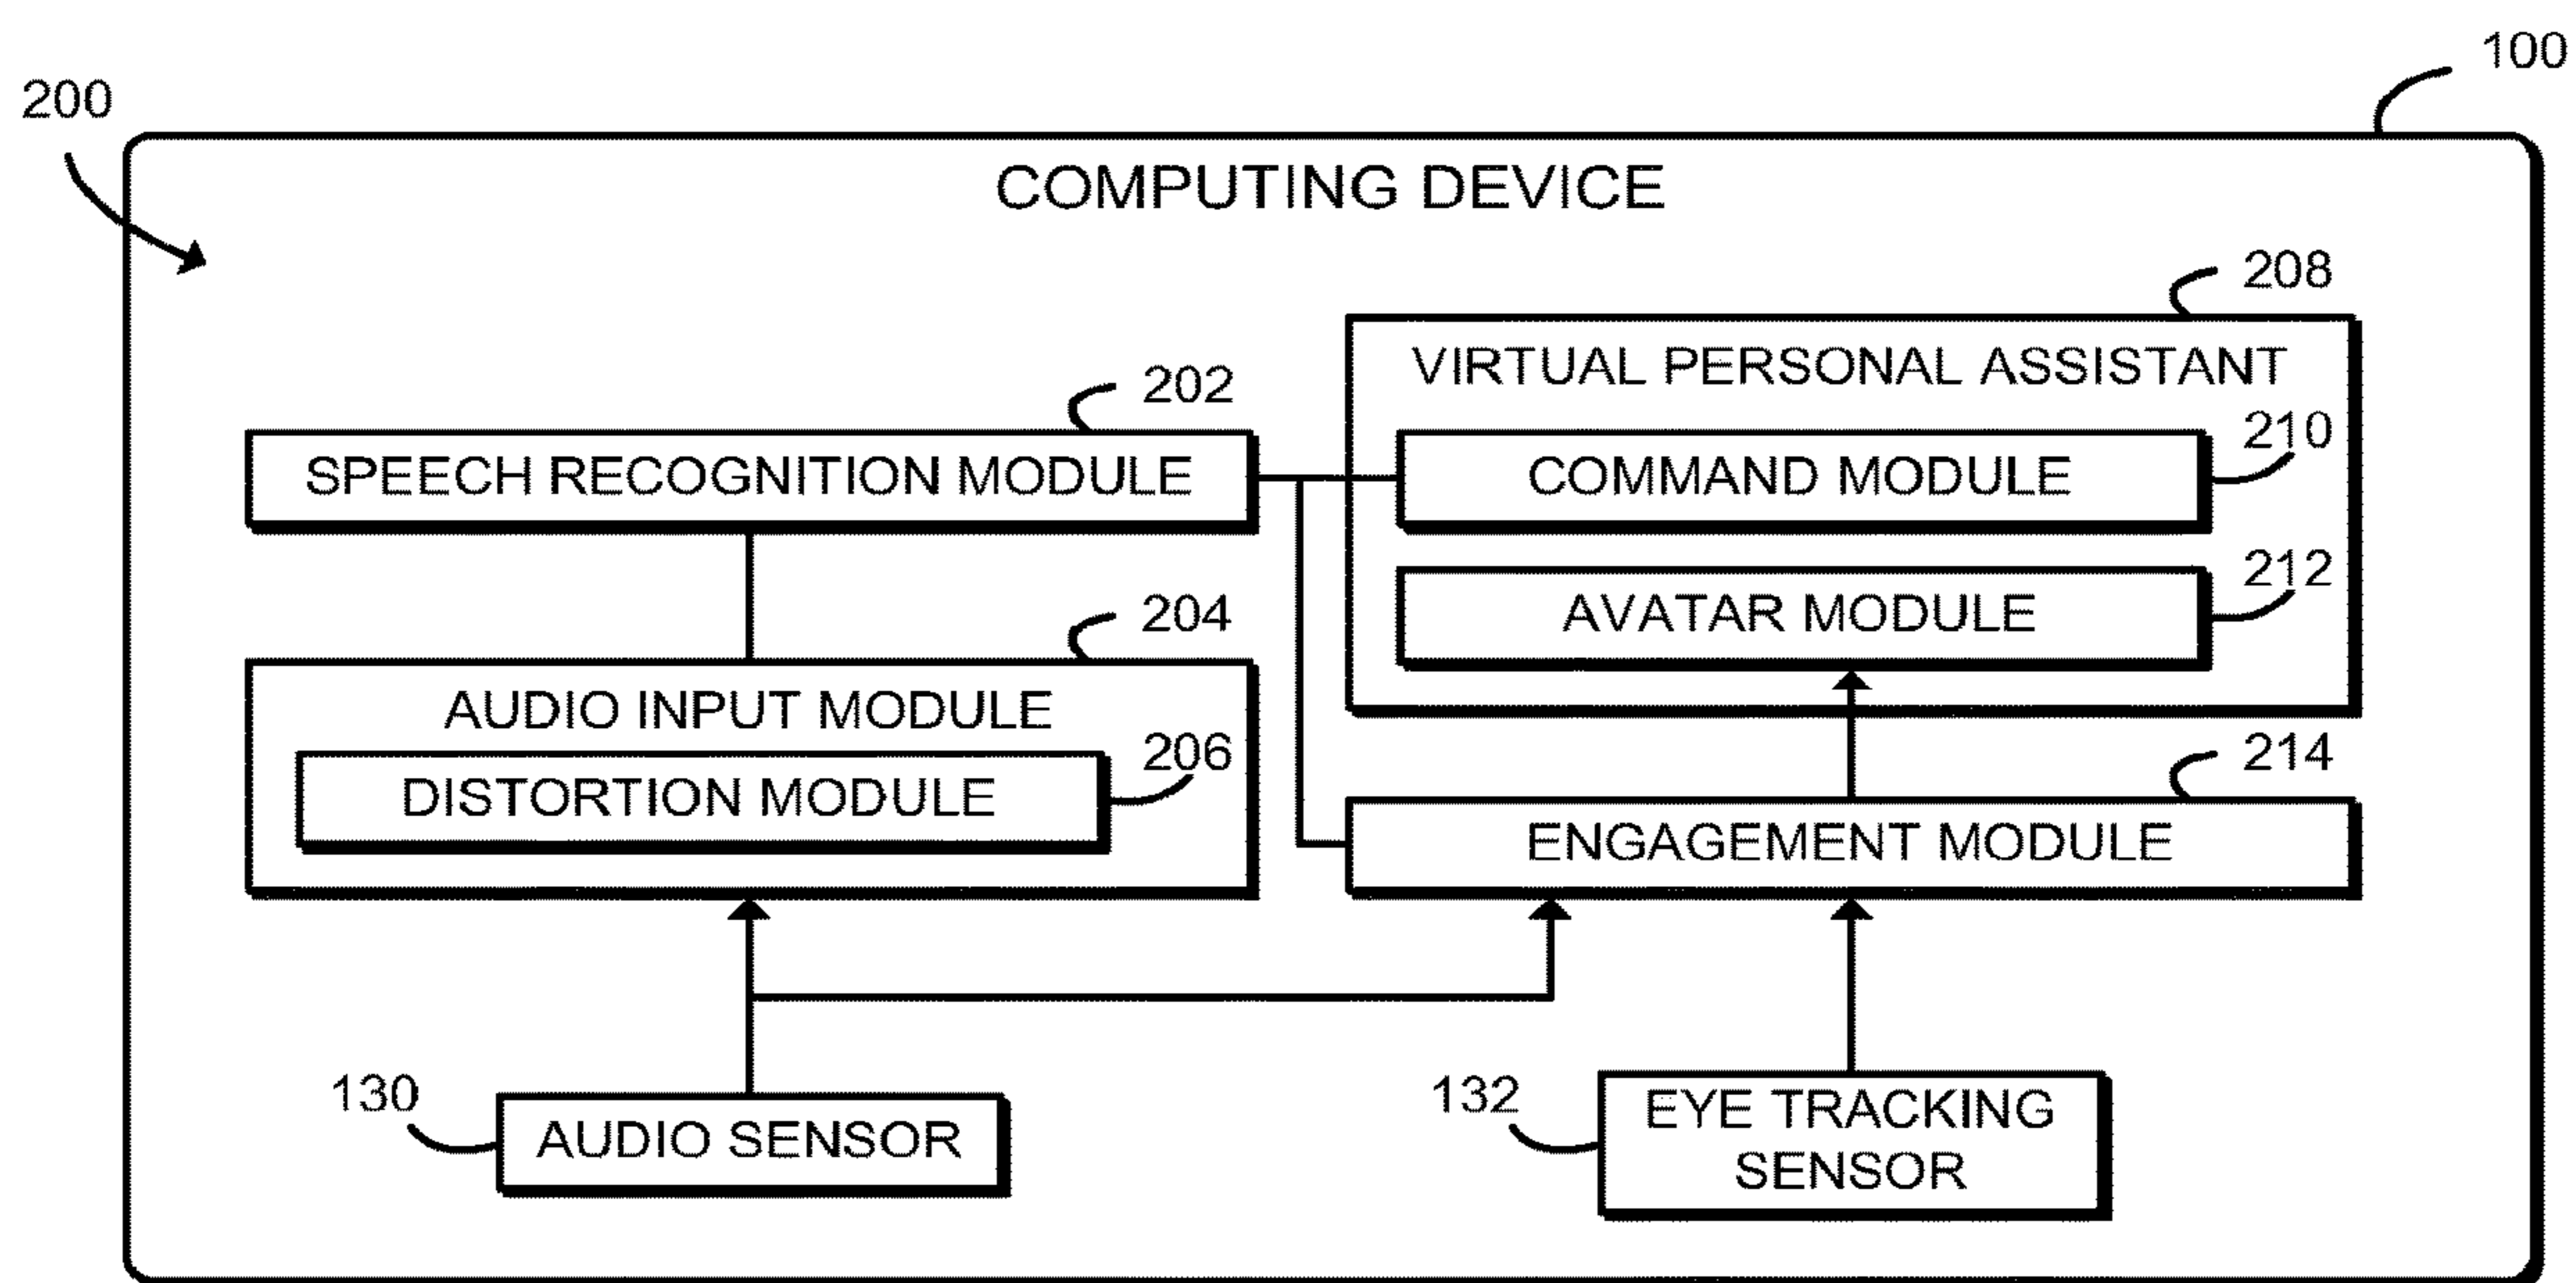 100
200
COMPUTING DEVICE
208
VIRTUAL PERSONAL ASSISTANT
202
210
SPEECH RECOGNITION MODULE
COMMAND MODULE
212
204
AVATAR MODULE
AUDIO INPUT MODULE
206
214
DISTORTION MODULE
ENGAGEMENT MODULE
130
AUDIO SENSOR
132
EYE TRACKING
SENSOR